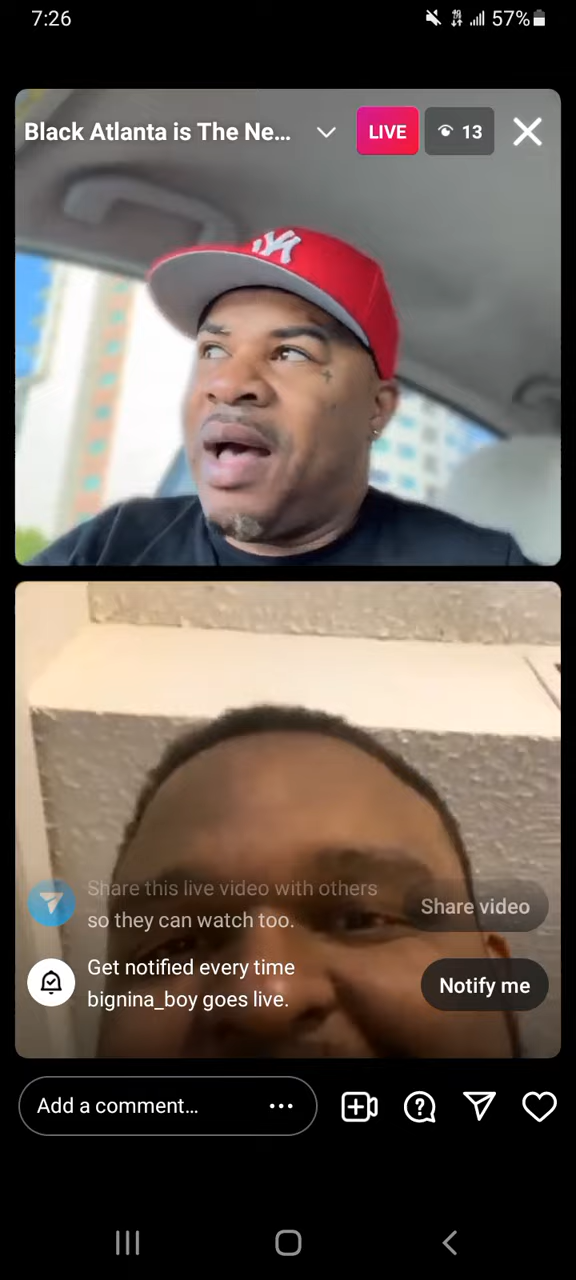 7:26
57%
Black Atlanta is The Ne...
LIVE
13
NY
Share this live video with others
so they can watch too.
Share video
Get notified every time
bignina_boy goes live.
Notify me
Add a comment...